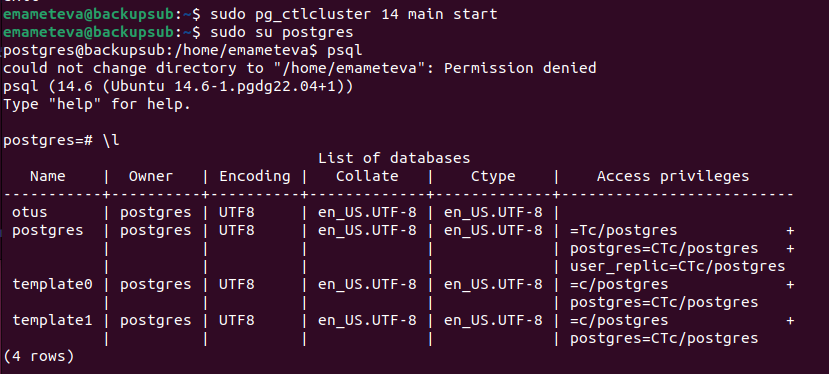 emameteva@backupsub:~$ sudo pg_ctlcluster 14 main start
emameteva@backupsub:~$ sudo su postgres
postgres@backupsub:/home/emameteva$ psql
could not change directory to "/home/emameteva": Permission denied
psql (14.6 (Ubuntu 14.6-1.pgdg22.04+1))
Type "help" for help.

postgres=# \l
                                  List of databases
   Name    |  Owner   | Encoding |   Collate   |    Ctype    |    Access privileges
-----------+----------+----------+-------------+-------------+--------------------------
 otus      | postgres | UTF8     | en_US.UTF-8 | en_US.UTF-8 |
 postgres  | postgres | UTF8     | en_US.UTF-8 | en_US.UTF-8 | =Tc/postgres            +
           |          |          |             |             | postgres=CTc/postgres   +
           |          |          |             |             | user_replic=CTc/postgres
 template0 | postgres | UTF8     | en_US.UTF-8 | en_US.UTF-8 | =c/postgres             +
           |          |          |             |             | postgres=CTc/postgres
 template1 | postgres | UTF8     | en_US.UTF-8 | en_US.UTF-8 | =c/postgres             +
           |          |          |             |             | postgres=CTc/postgres
(4 rows)